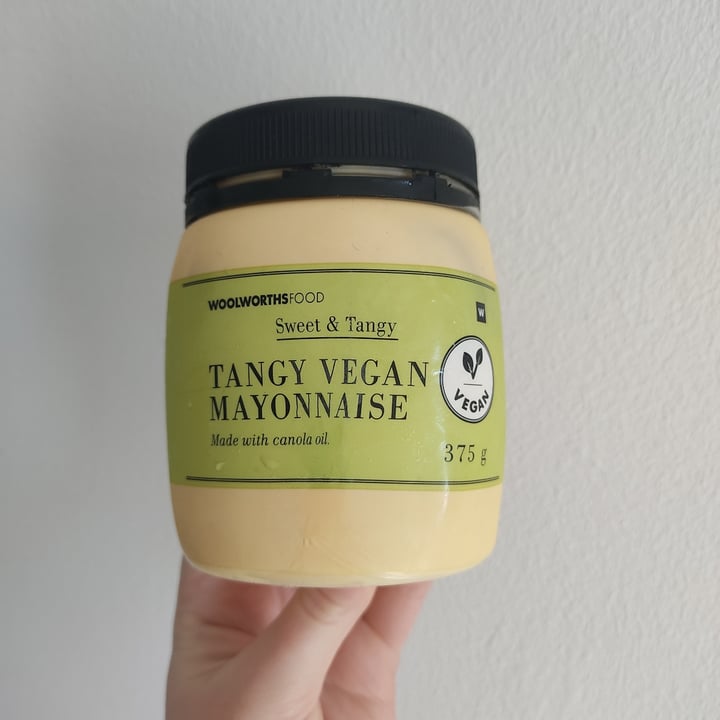 WOOLWORTHSFOOD
W
Sweet & Tangy
TANGY VEGAN
MAYONNAISE
VEGAN
Made with canola oil.
375 g